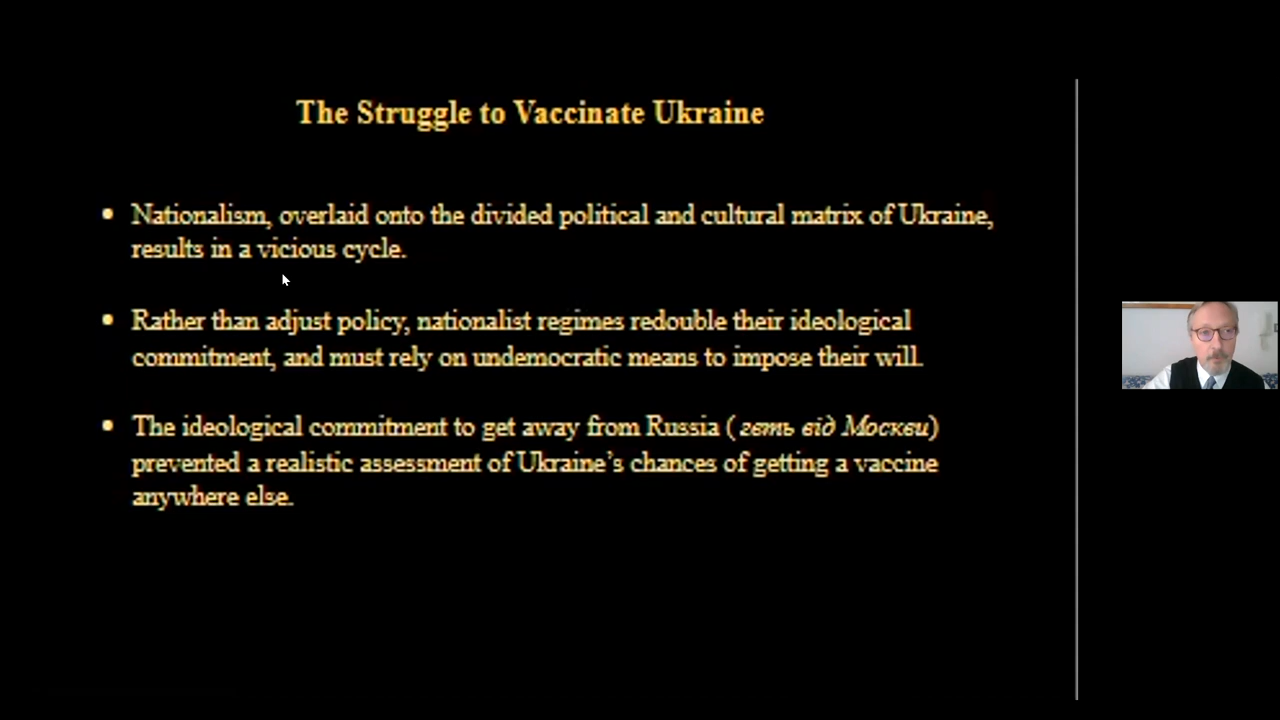 The Struggle to Vaccinate Ukraine
• Nationalism, overlaid onto the divided political and cultural matrix of Ukraine,
results in a vicious cycle.
• Rather than adjust policy, nationalist regimes redouble their ideological
commitment, and must rely on undemocratic means to impose their will.
• The ideological commitment to get away from Russia ( геть від Москви)
prevented a realistic assessment of Ukraine’s chances of getting a vaccine
anywhere else.